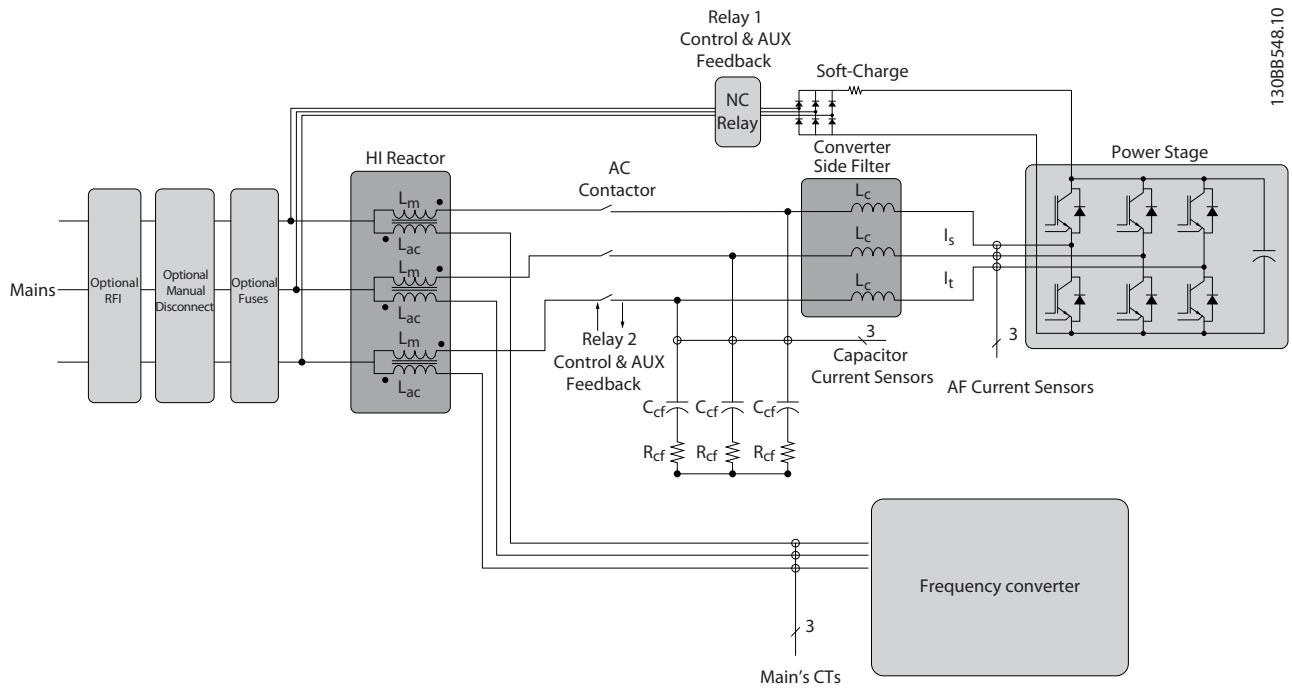 130BB548.10
Relay 1
Control & AUX
Feedback
NC
Relay
Soft-Charge
Converter
Side Filter
Power Stage
HI Reactor
AC
Contactor
Mains
Optional
RFI
Optional
Manual
Disconnect
Optional
Fuses
Lm
Lac
Lm
Lac
Lm
Lac
Lc
Lc
Lc
Is
It
Relay 2
Control & AUX
Feedback
3
Capacitor
Current Sensors
3
AF Current Sensors
Ccf
Ccf
Ccf
Rcf
Rcf
Rcf
Frequency converter
3
Main's CTs